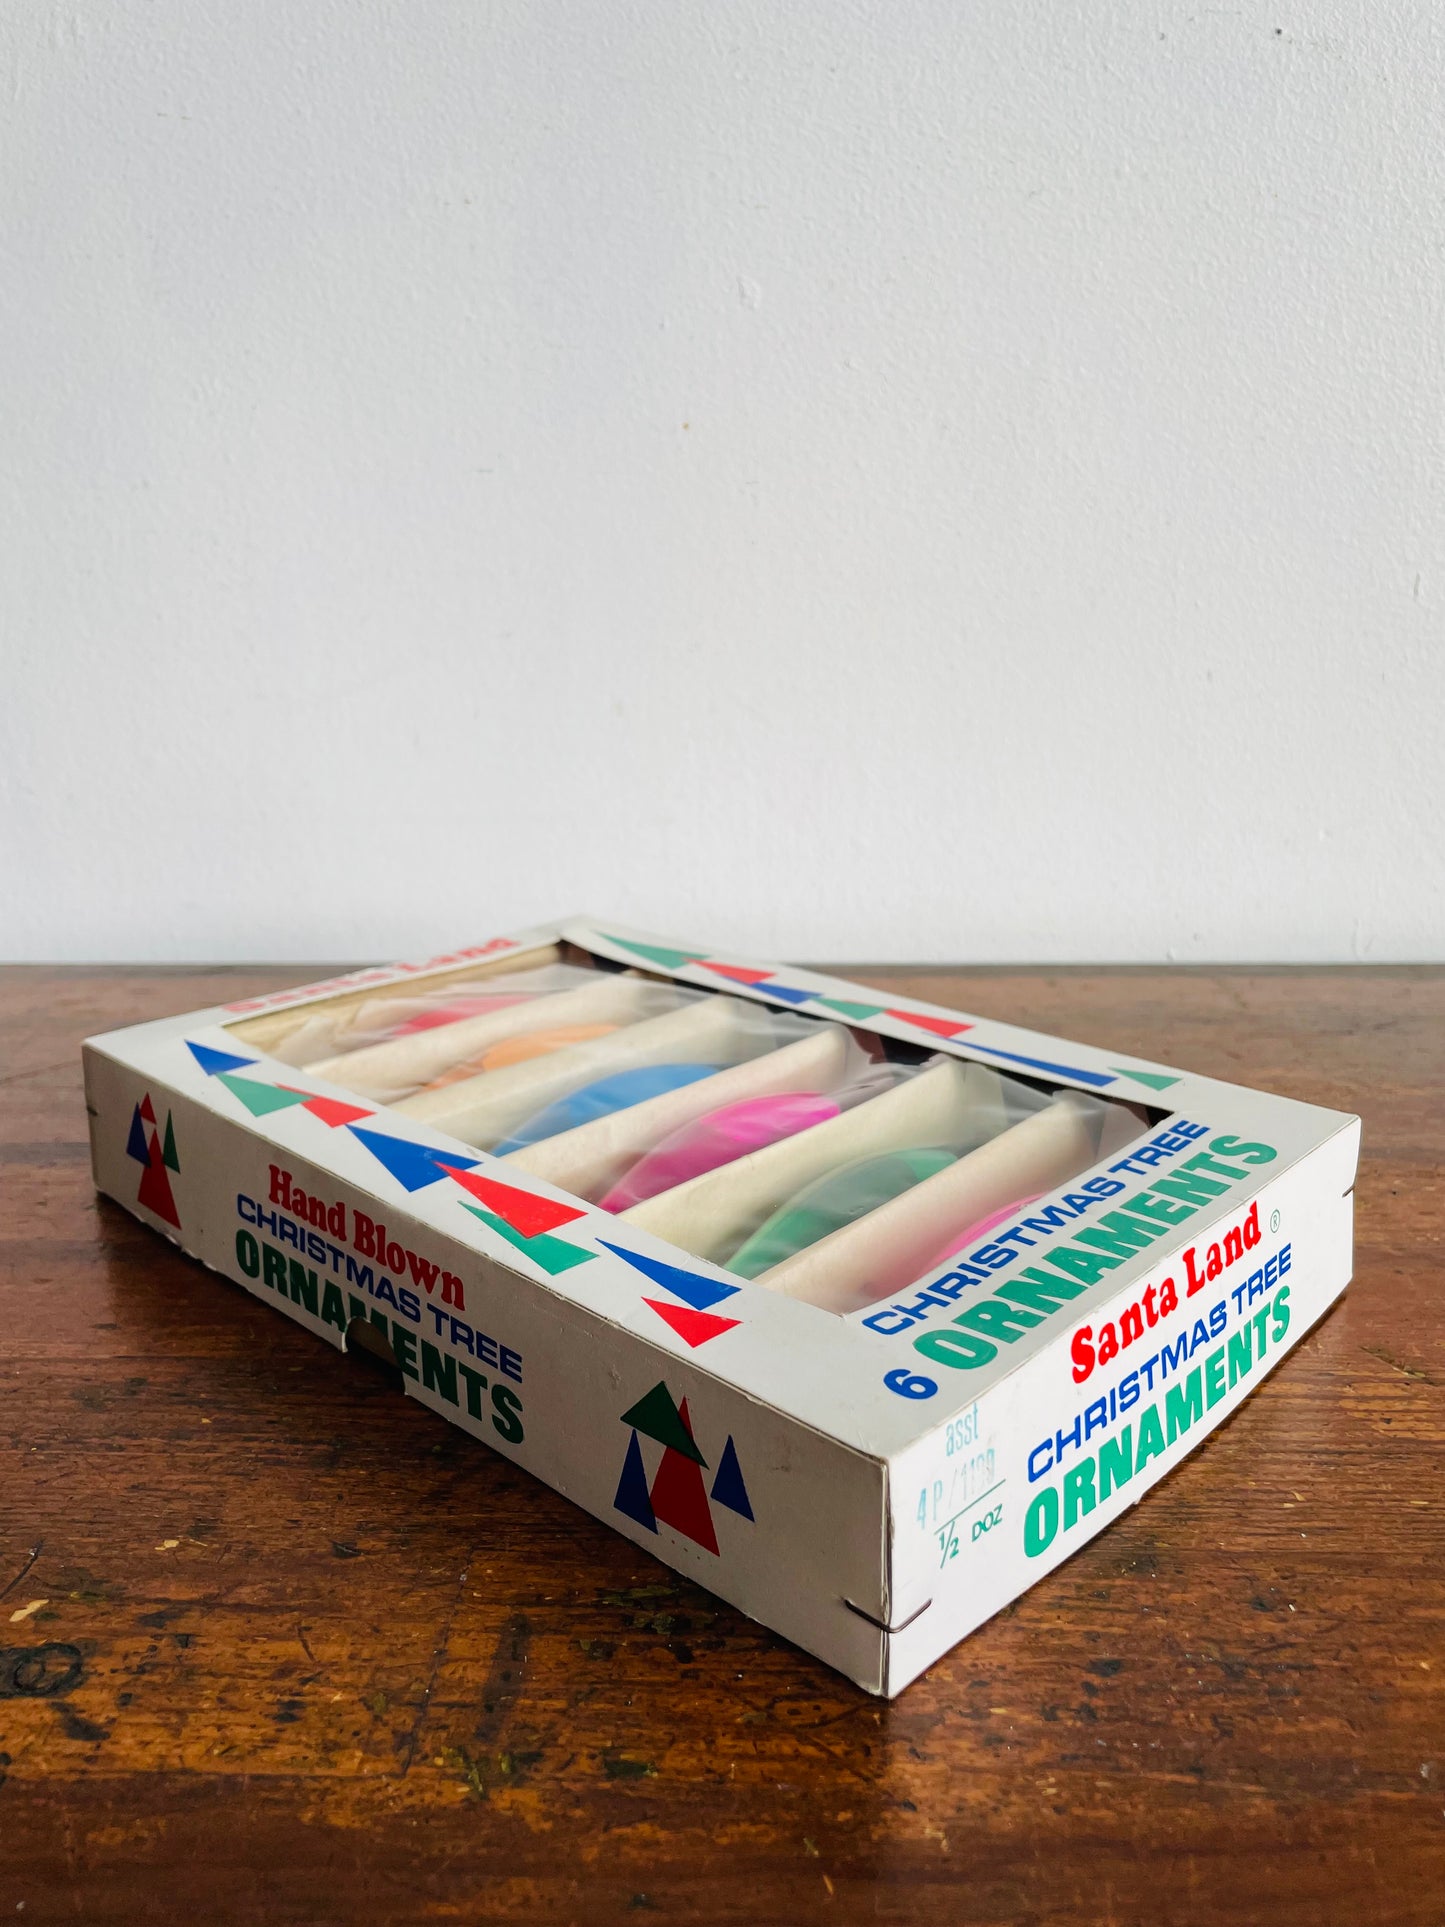 Santa Land
Hand Blown
CHRISTMAS TREE
ORNAMENTS
6 CHRISTMAS TREE
ORNAMENTS
Santa Land ®
CHRISTMAS TREE
ORNAMENTS
asst
4P/1100
1/2 DOZ